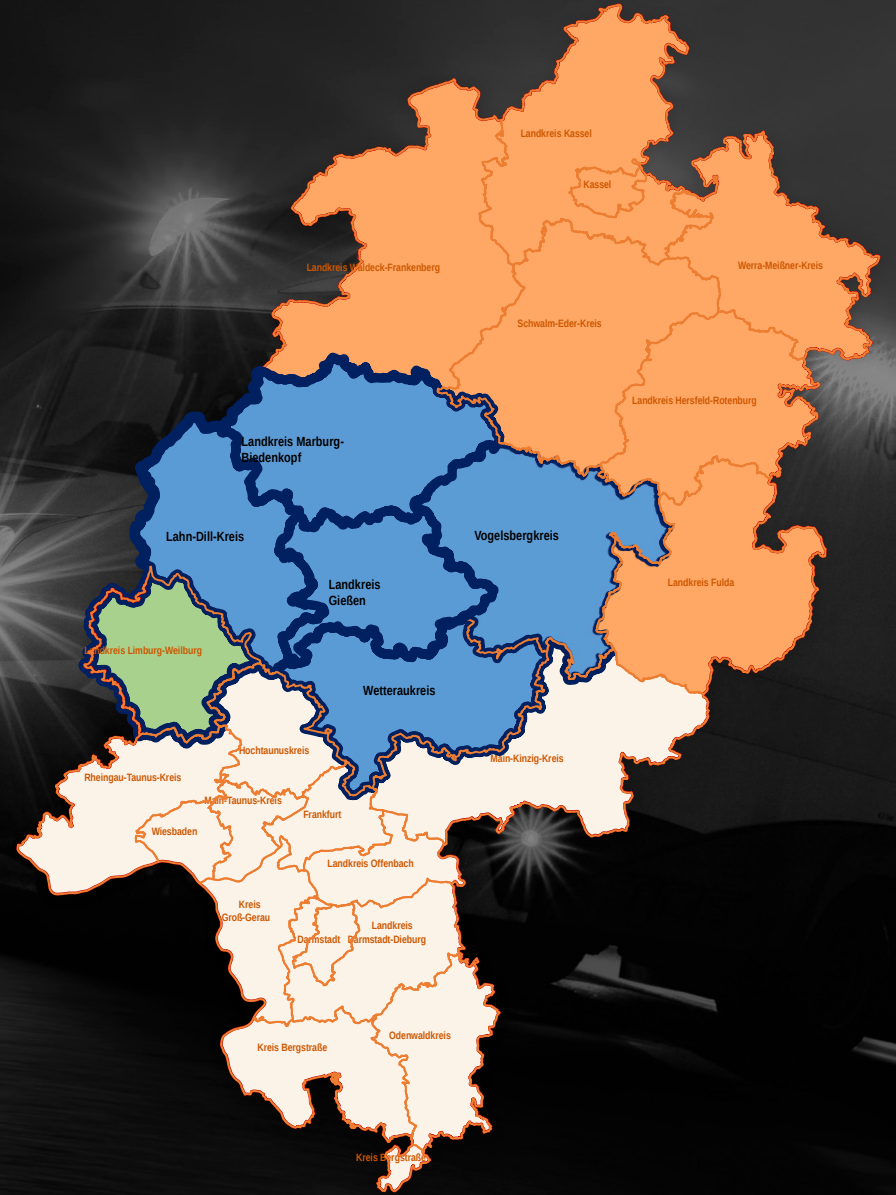 Landkreis Kassel
Kassel
Landkreis Waldeck-Frankenberg
Werra-Meißner-Kreis
Schwalm-Eder-Kreis
Landkreis Hersfeld-Rotenburg
Landkreis Marburg-
Biedenkopf
Lahn-Dill-Kreis
Vogelsbergkreis
Landkreis
Gießen
Landkreis Fulda
Landkreis Limburg-Weilburg
Wetteraukreis
Hochtaunuskreis
Main-Kinzig-Kreis
Rheingau-Taunus-Kreis
Main-Taunus-Kreis
Frankfurt
Wiesbaden
Landkreis Offenbach
Kreis
Groß-Gerau
Landkreis
Darmstadt-Dieburg
Darmstadt
Odenwaldkreis
Kreis Bergstraße
Kreis Bergstraße